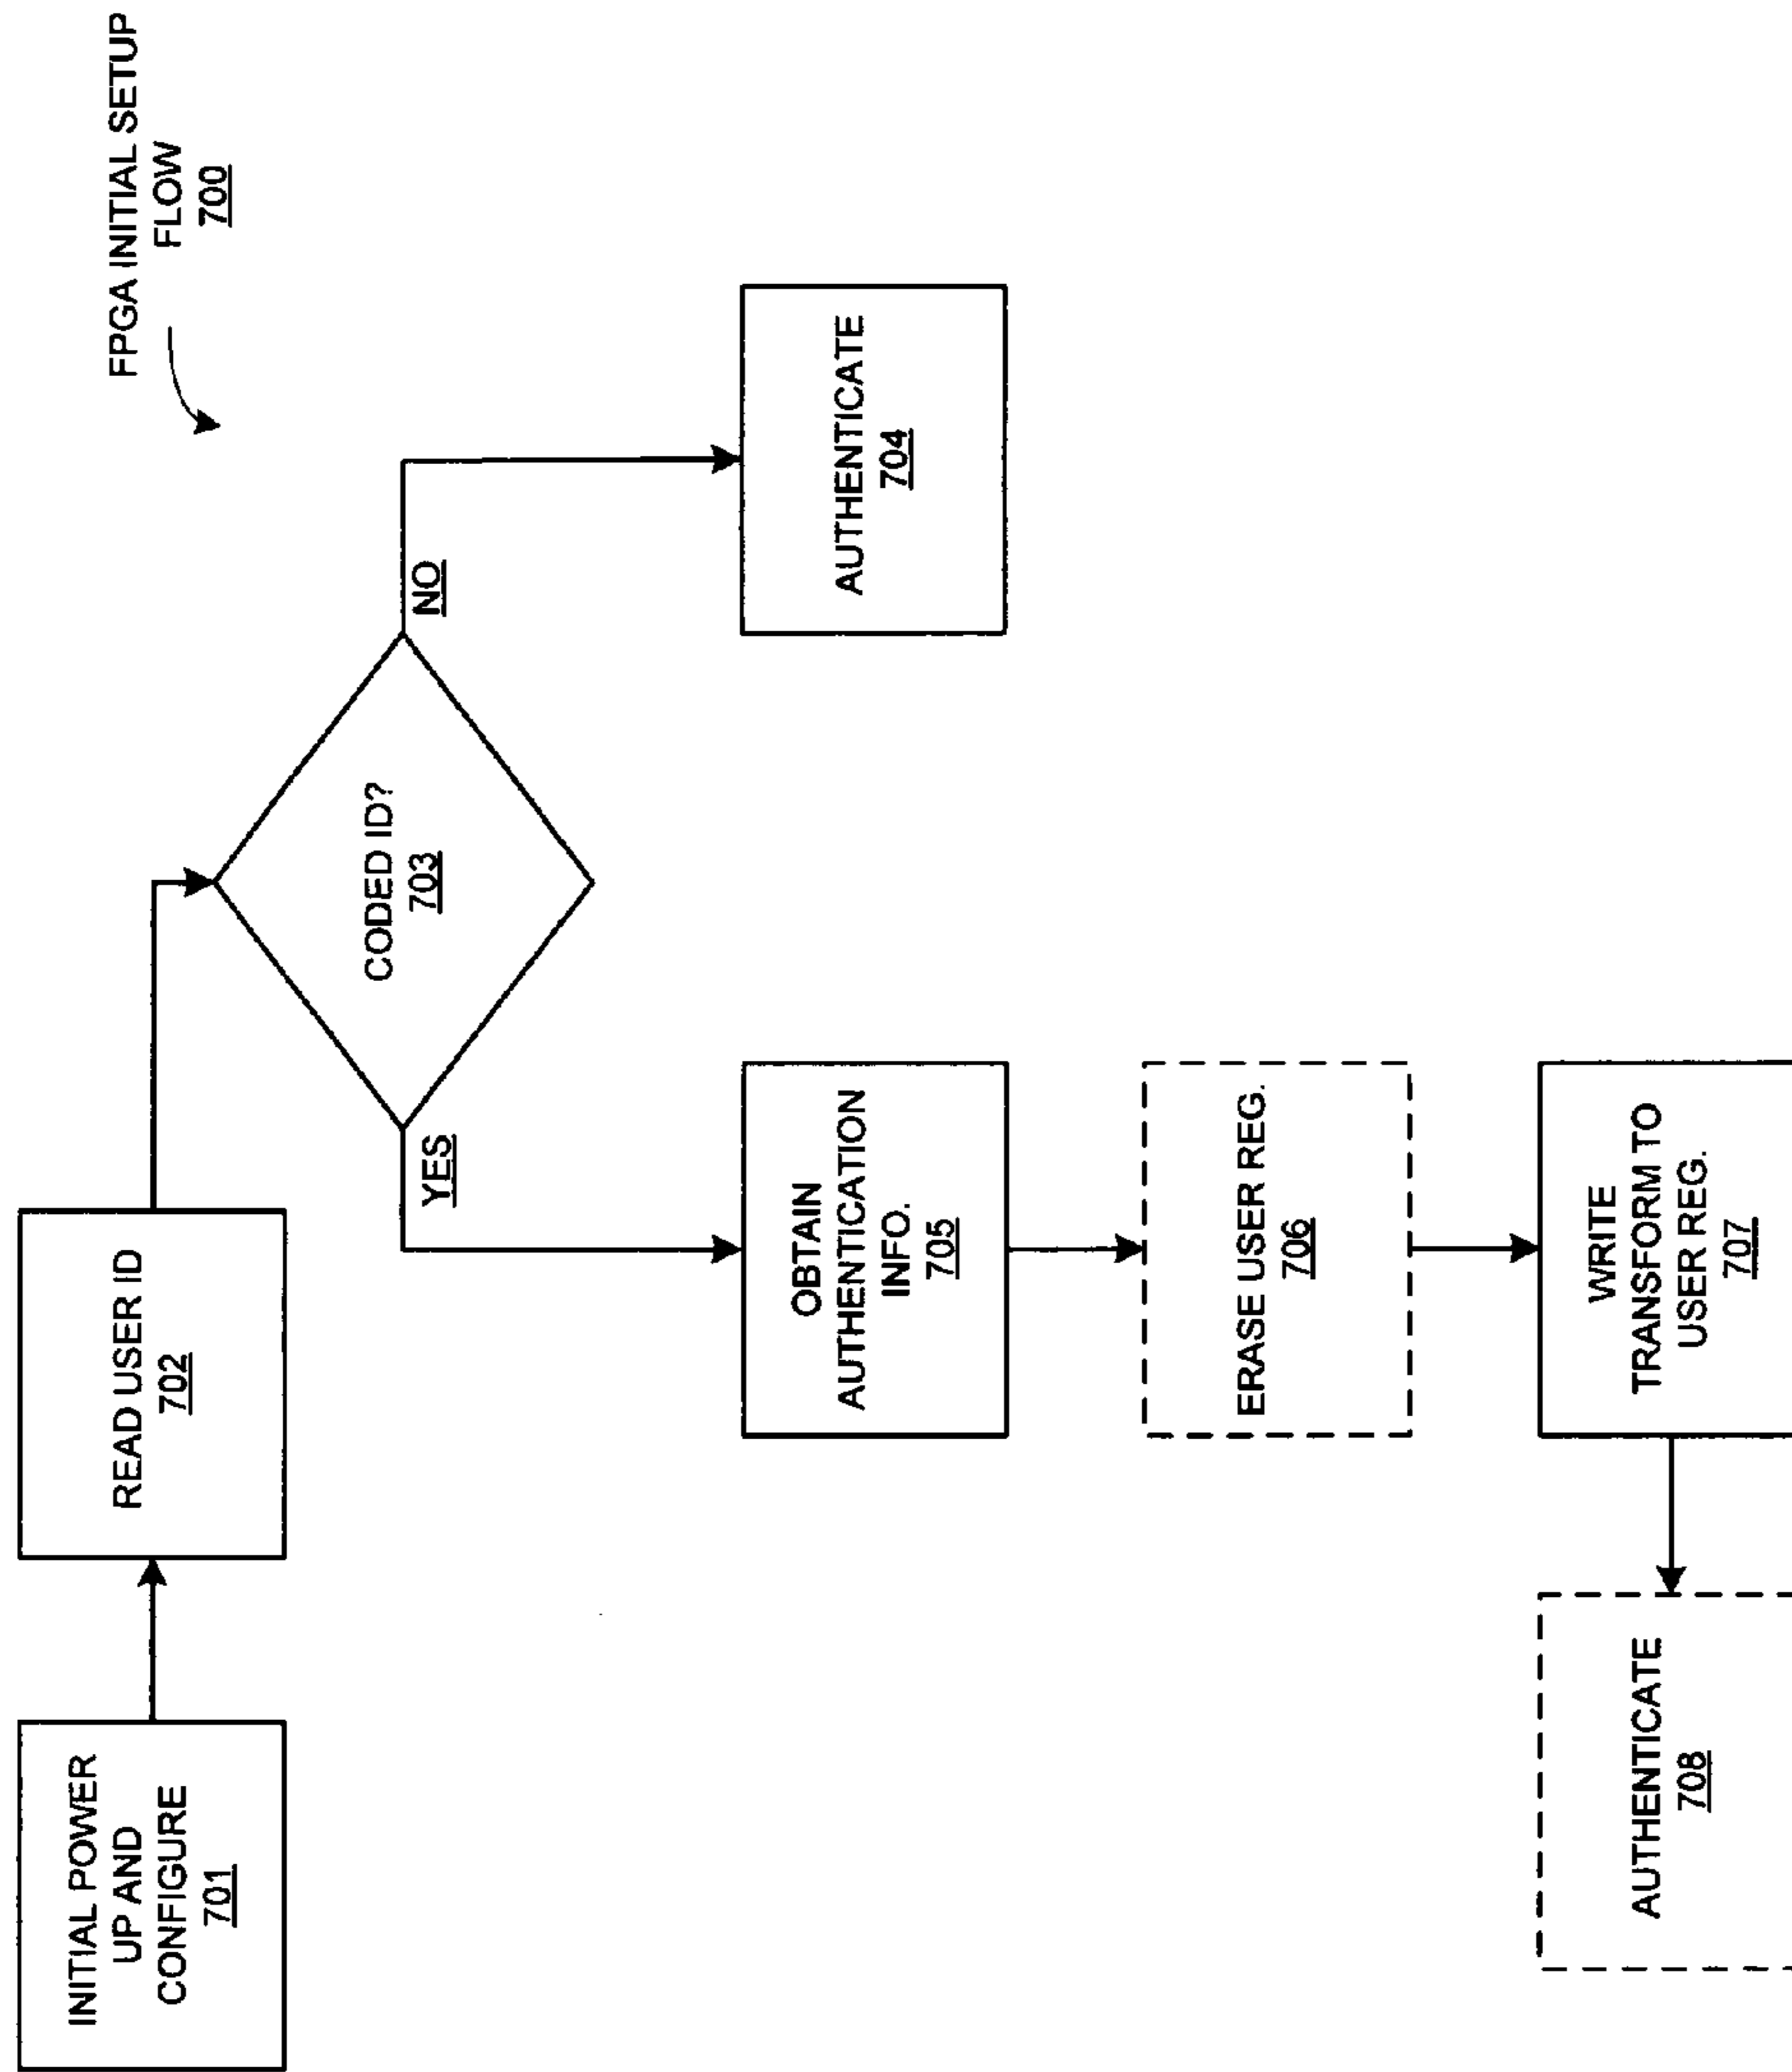 FPGA INITIAL SETUP
FLOW
700
INITIAL POWER
UP AND
CONFIGURE
701
READ USER ID
702
CODED ID?
703
NO
YES
AUTHENTICATE
704
OBTAIN
AUTHENTICATION
INFO.
705
ERASE USER REG.
706
WRITE
TRANSFORM TO
USER REG.
707
AUTHENTICATE
708